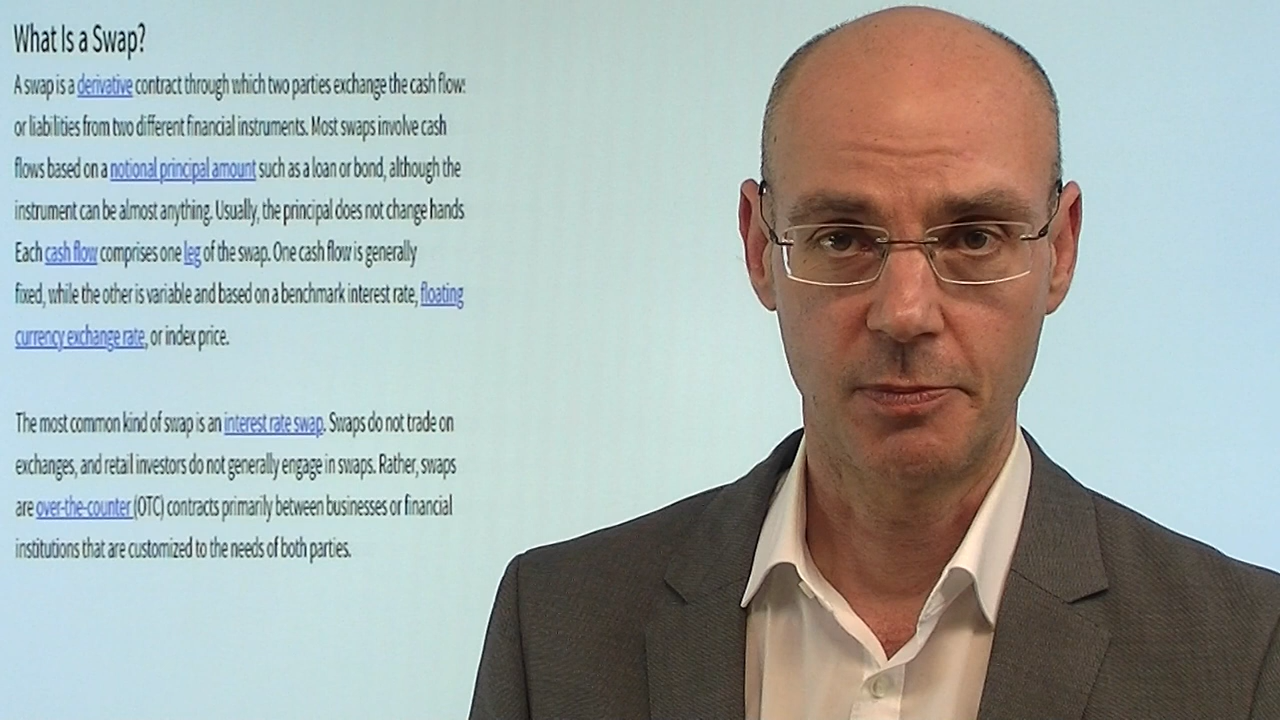 What Is a Swap?
A swap is a derivative contract through which two parties exchange the cash flow:
or liabilities from two different financial instruments. Most swaps involve cash
flows based on a notional principal amount such as a loan or bond, although the
instrument can be almost anything. Usually, the principal does not change hands
Each cash flow comprises one leg of the swap. One cash flow is generally
fixed, while the other is variable and based on a benchmark interest rate, floating
currency exchange rate, or index price.
The most common kind of swap is an interest rate swap. Swaps do not trade on
exchanges, and retail investors do not generally engage in swaps. Rather, swaps
are over-the-counter (OTC) contracts primarily between businesses or financial
institutions that are customized to the needs of both parties.